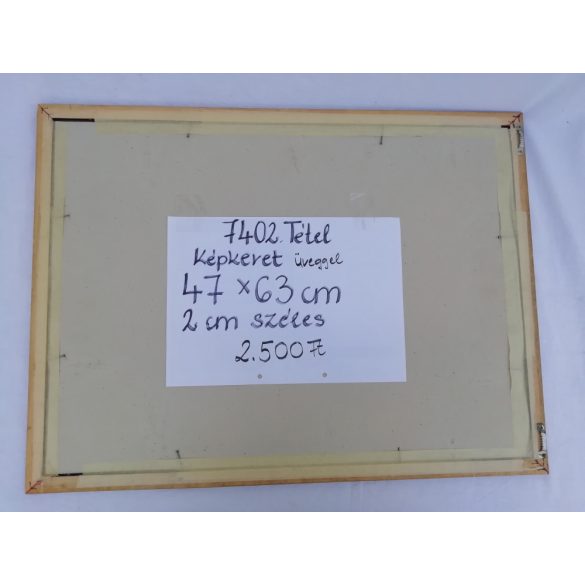 7402. Tétel
Képkeret üveggel
47 x 63 cm
2 cm széles
2.500 Ft